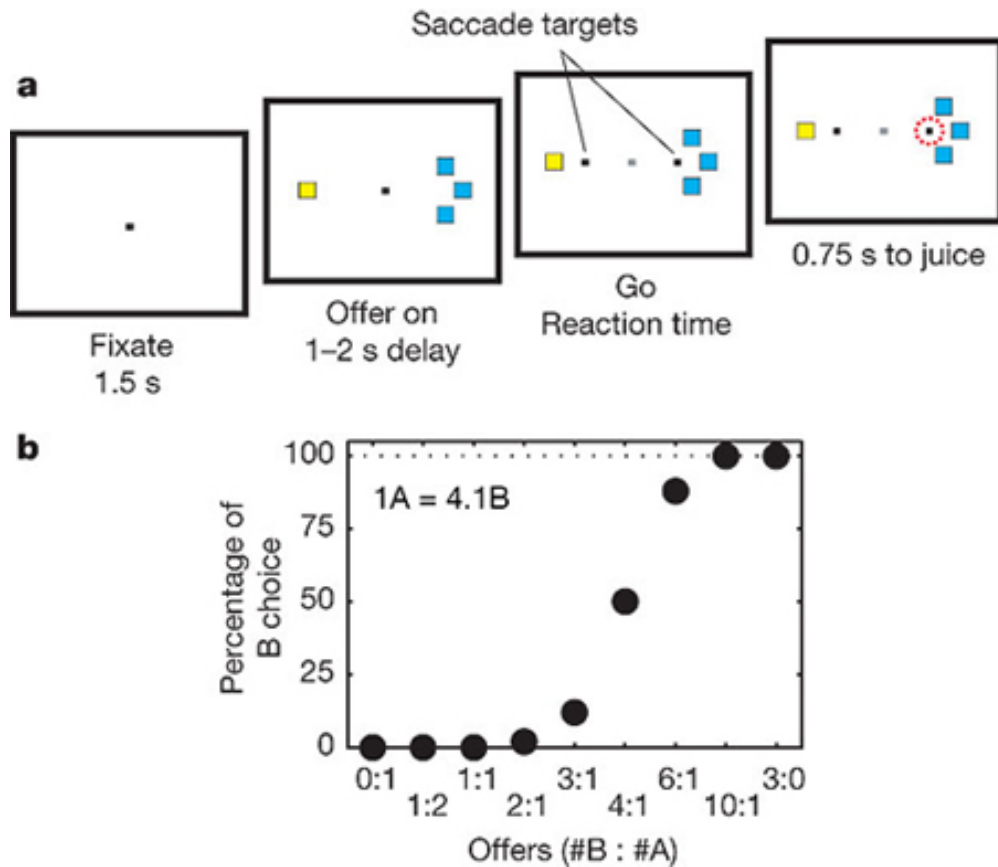 Saccade targets
a
Fixate
1.5 s
Offer on
1–2 s delay
Go
Reaction time
0.75 s to juice
b
Percentage of
B choice
100
75
50
25
0
1A = 4.1B
0:1 1:1 3:1 6:1 3:0
1:2 2:1 4:1 10:1
Offers (#B : #A)